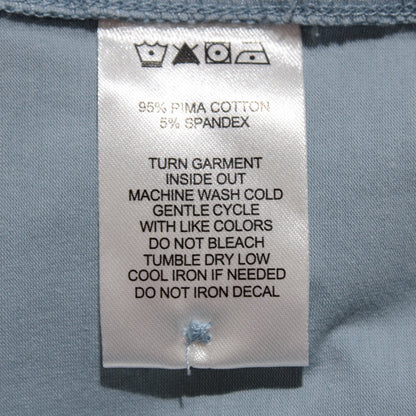 95% PIMA COTTON
5% SPANDEX
TURN GARMENT
INSIDE OUT
MACHINE WASH COLD
GENTLE CYCLE
WITH LIKE COLORS
DO NOT BLEACH
TUMBLE DRY LOW
COOL IRON IF NEEDED
DO NOT IRON DECAL